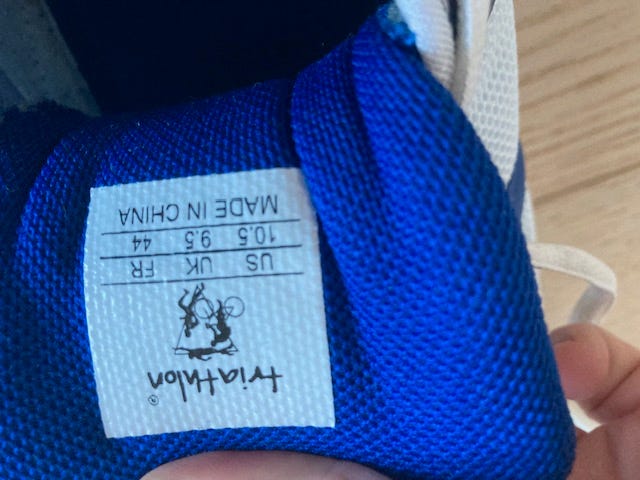 triathlon®
US UK FR
10.5 9.5 44
MADE IN CHINA